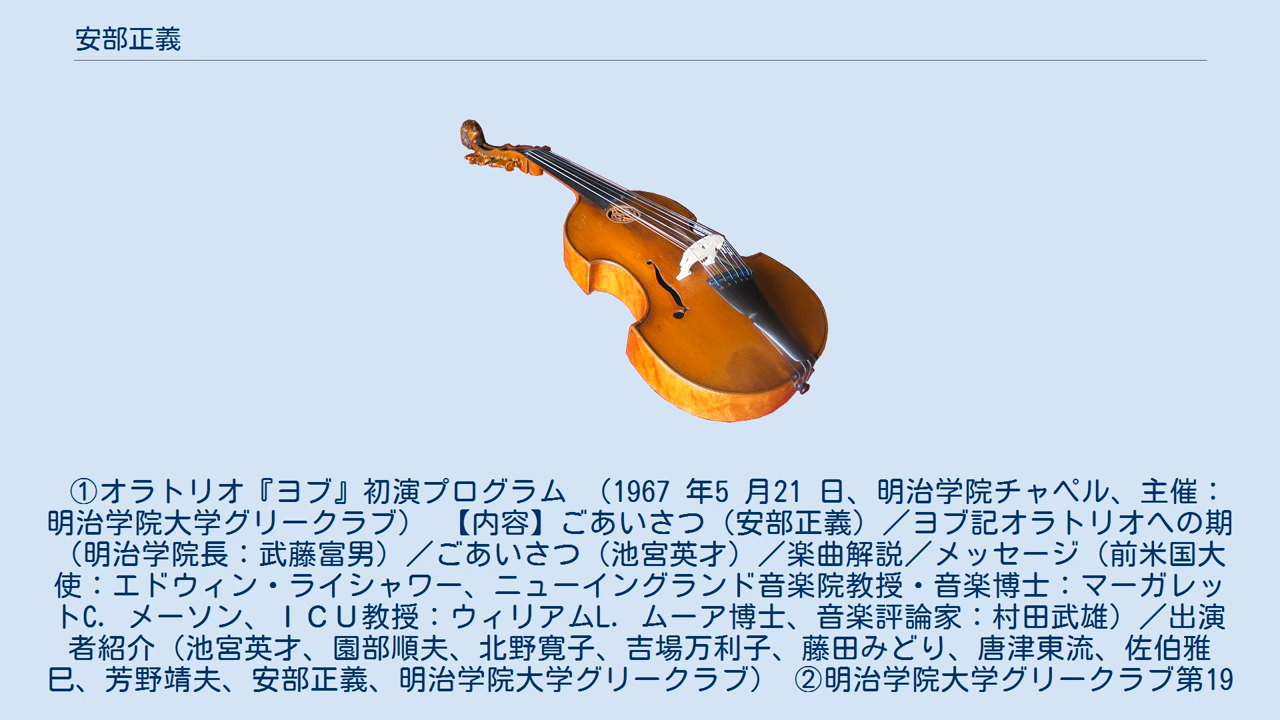 安部正義
①オラトリオ『ヨブ』初演プログラム （1967 年5 月21 日、明治学院チャペル、主催：
明治学院大学グリークラブ） 【内容】ごあいさつ（安部正義）／ヨブ記オラトリオへの期
（明治学院長：武藤富男）／ごあいさつ（池宮英才）／楽曲解説／メッセージ（前米国大
使：エドウィン・ライシャワー、ニューイングランド音楽院教授・音楽博士：マーガレッ
トC. メーソン、ＩＣＵ教授：ウィリアムL. ムーア博士、音楽評論家：村田武雄）／出演
者紹介（池宮英才、園部順夫、北野寛子、吉場万利子、藤田みどり、唐津東流、佐伯雅
巳、芳野靖夫、安部正義、明治学院大学グリークラブ） ②明治学院大学グリークラブ第19